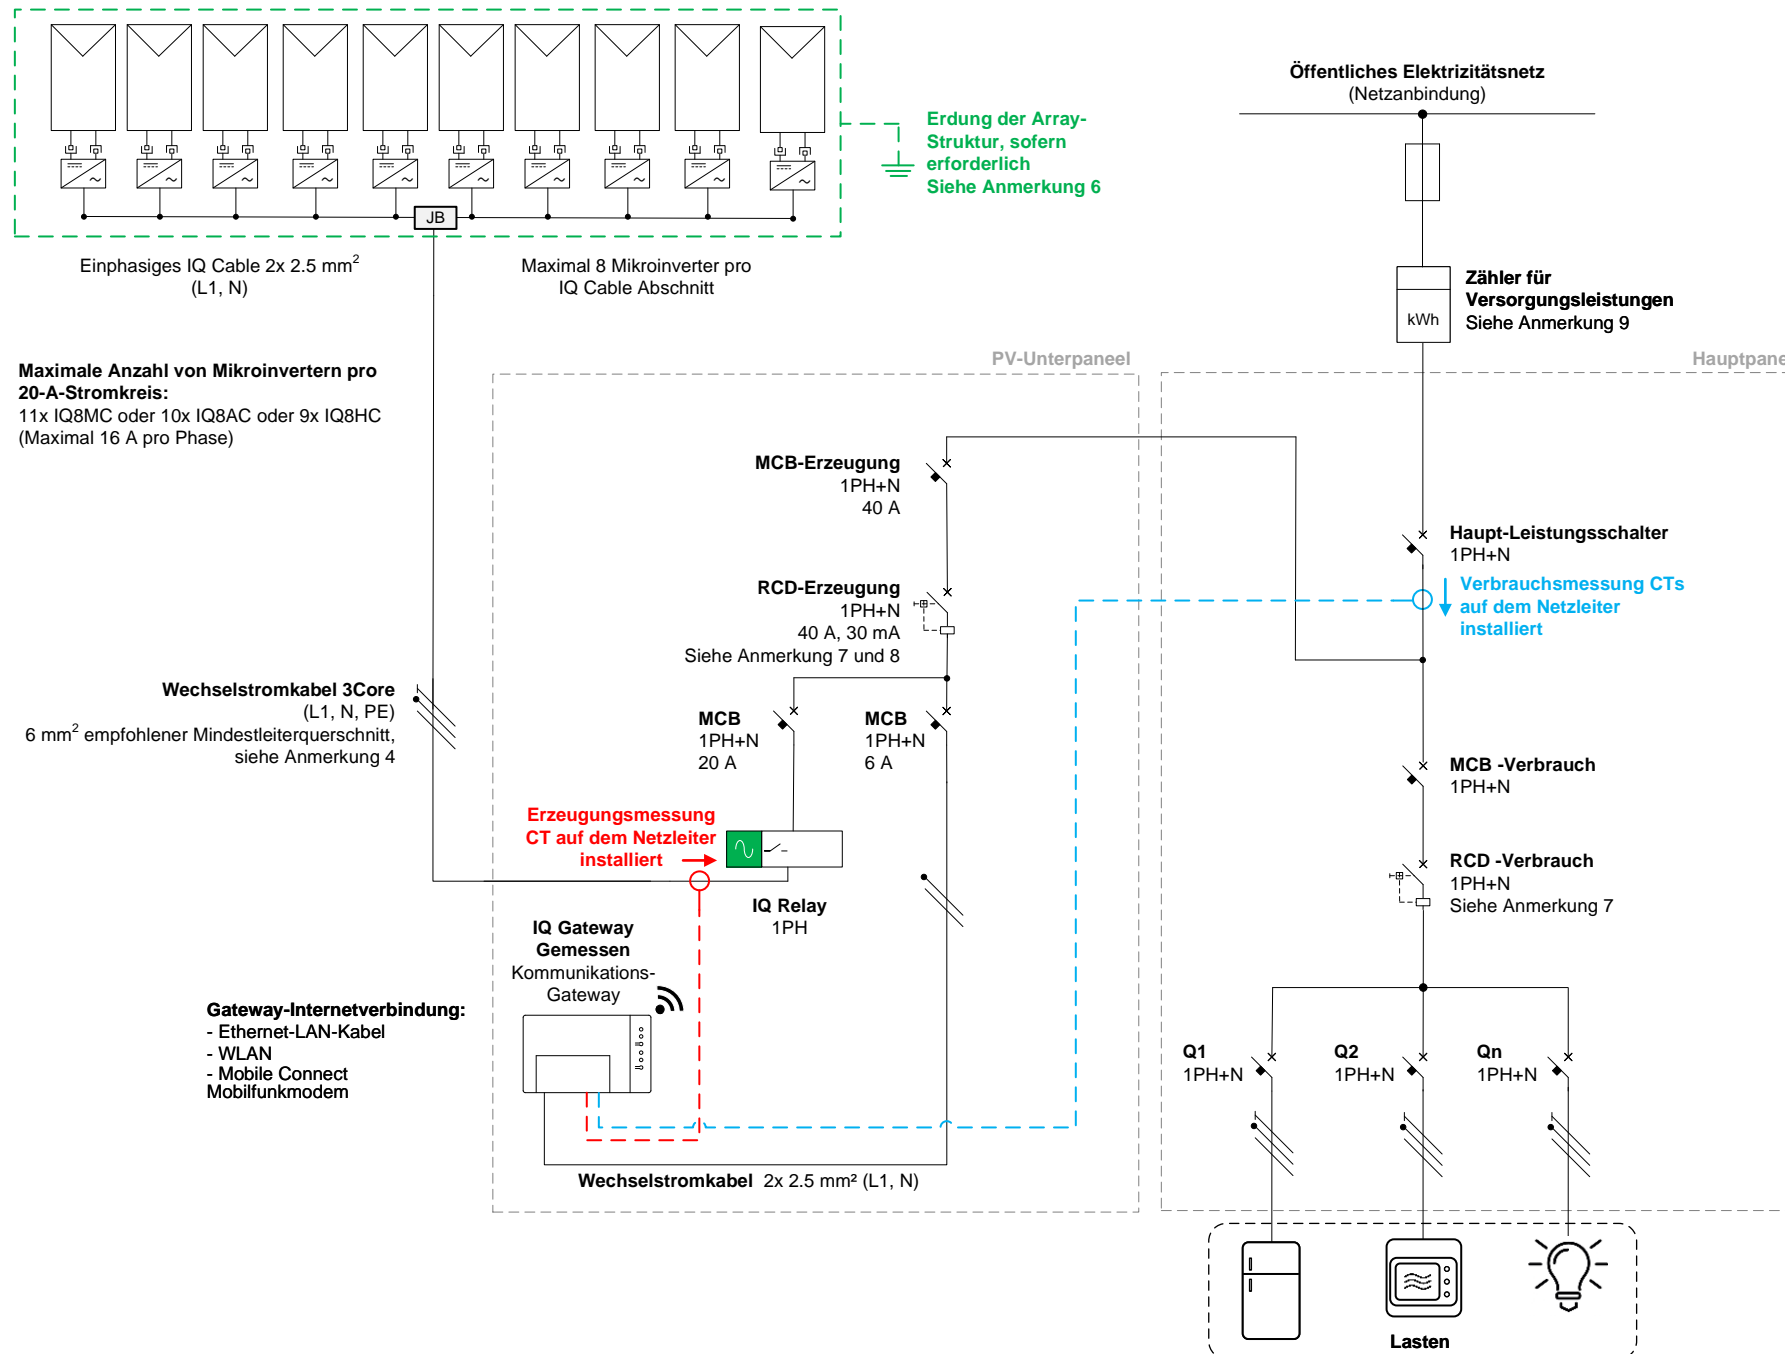 Öffentliches Elektrizitätsnetz
(Netzanbindung)
Erdung der Array-
Struktur, sofern
erforderlich
Siehe Anmerkung 6
JB
Einphasiges IQ Cable 2x 2.5 mm²
(L1, N)
Maximal 8 Mikroinverter pro
IQ Cable Abschnitt
kWh
Zähler für
Versorgungsleistungen
Siehe Anmerkung 9
Maximale Anzahl von Mikroinvertern pro
20-A-Stromkreis:
11x IQ8MC oder 10x IQ8AC oder 9x IQ8HC
(Maximal 16 A pro Phase)
PV-Unterpaneel
Hauptpane
MCB-Erzeugung
1PH+N
40 A
Haupt-Leistungsschalter
1PH+N
RCD-Erzeugung
1PH+N
40 A, 30 mA
Siehe Anmerkung 7 und 8
Verbrauchsmessung CTs
auf dem Netzleiter
installiert
Wechselstromkabel 3Core
(L1, N, PE)
6 mm² empfohlener Mindestleiterquerschnitt,
siehe Anmerkung 4
MCB
1PH+N
20 A
MCB
1PH+N
6 A
MCB -Verbrauch
1PH+N
Erzeugungsmessung
CT auf dem Netzleiter
installiert
IQ Relay
1PH
RCD -Verbrauch
1PH+N
Siehe Anmerkung 7
IQ Gateway
Gemessen
Kommunikations-
Gateway
Gateway-Internetverbindung:
- Ethernet-LAN-Kabel
- WLAN
- Mobile Connect
Mobilfunkmodem
Q1
1PH+N
Q2
1PH+N
Qn
1PH+N
Wechselstromkabel 2x 2.5 mm² (L1, N)
Lasten